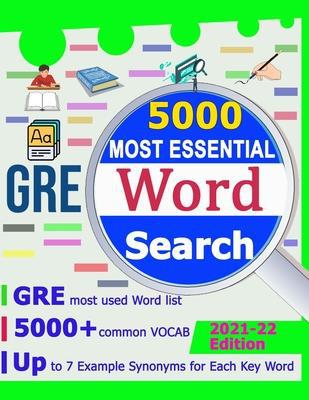 5000
MOST ESSENTIAL
Aa
GRE
Word
Search
GRE most used Word list
5000+ common VOCAB
2021-22
Edition
Up to 7 Example Synonyms for Each Key Word